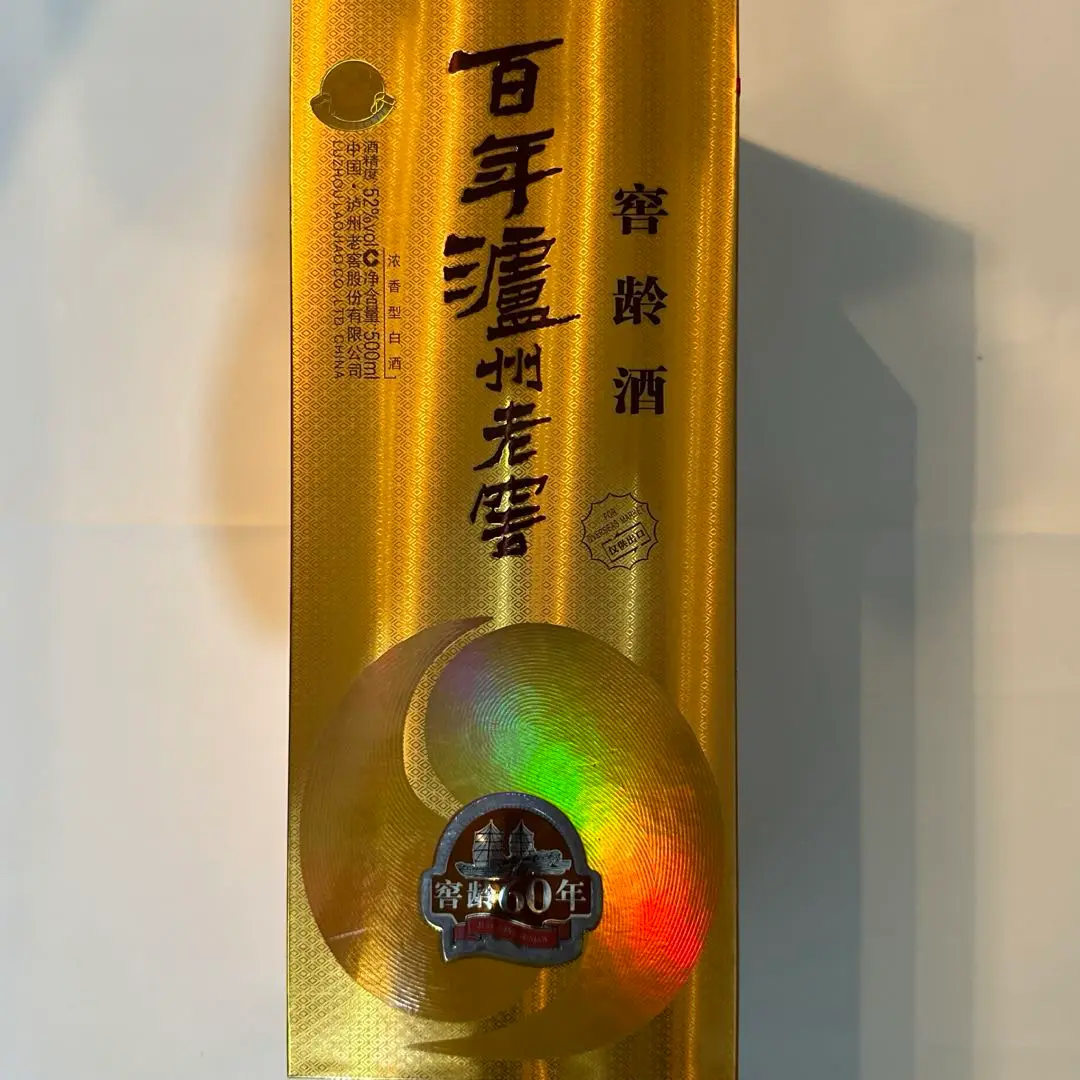 百年泸州老窖
窖龄酒
酒精度 52%vol 净含量 500ml
中国·泸州老窖股份有限公司
LUZHOU LAOJIAO CO.,LTD CHINA
浓香型白酒
FOR
OVERSEAS MARKET
仅供出口
窖龄60年